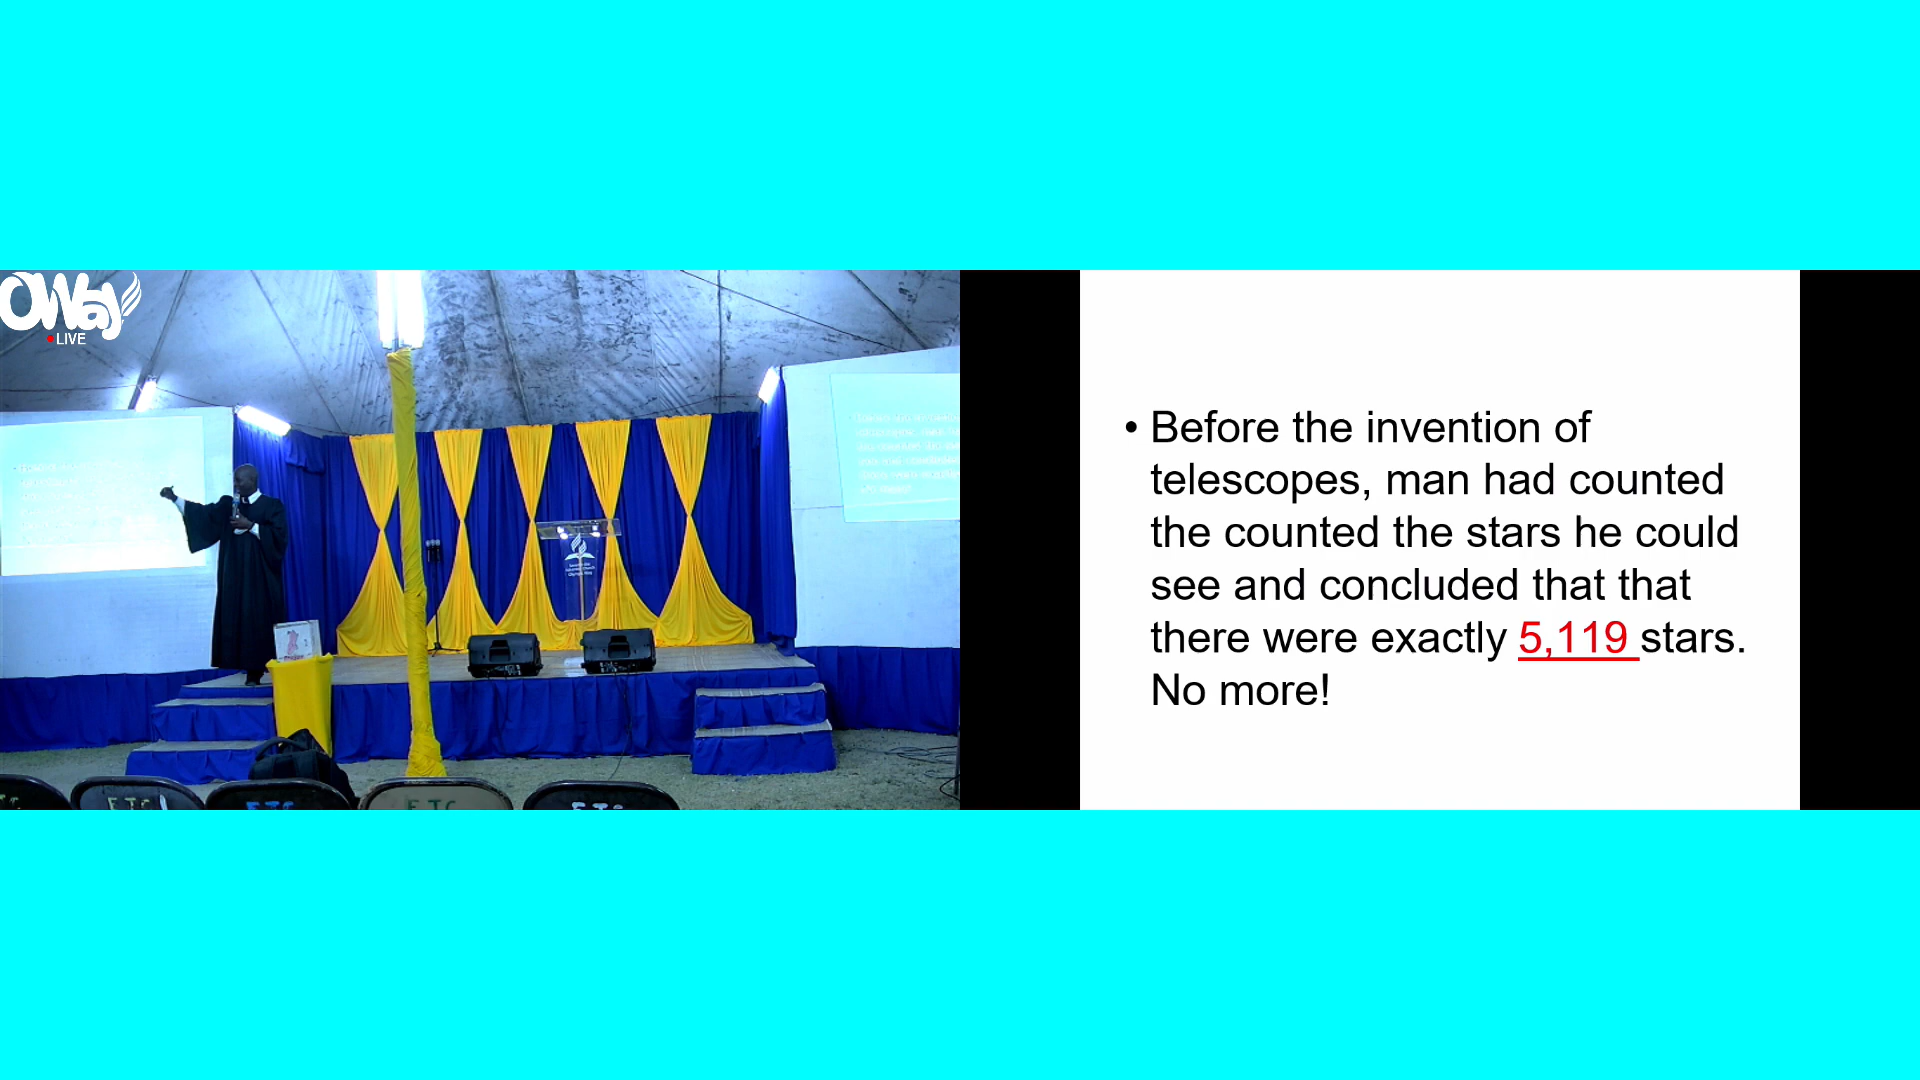 OWay
LIVE
• Before the invention of
telescopes, man had counted
the counted the stars he could
see and concluded that that
there were exactly 5,119 stars.
No more!
E.T.C
E.T.C